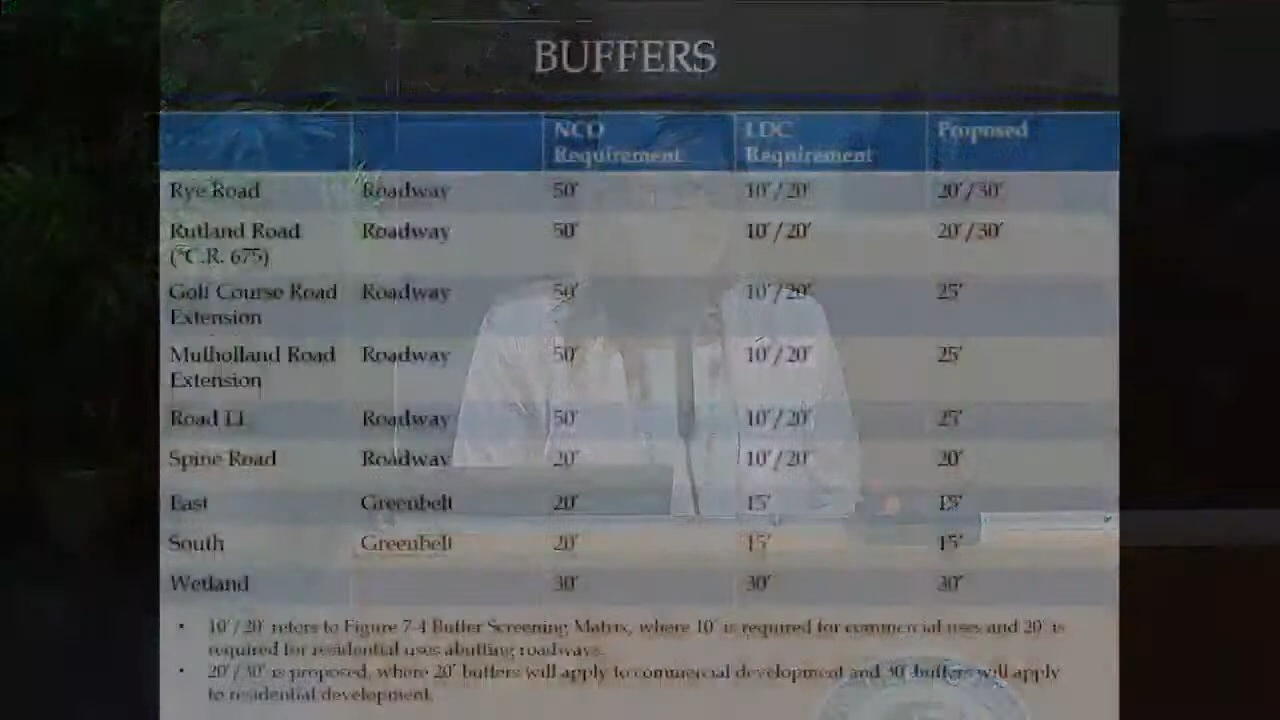 BUFFERS
NCO Requirement LDC Requirement Proposed
Rye Road Roadway 50' 10'/20' 20'/30'
Rutland Road (*C.R. 675) Roadway 50' 10'/20' 20'/30'
Golf Course Road Extension Roadway 50' 10'/20' 25'
Mulholland Road Extension Roadway 50' 10'/20' 25'
Road LL Roadway 50' 10'/20' 25'
Spine Road Roadway 20' 10'/20' 20'
East Greenbelt 20' 15' 15'
South Greenbelt 20' 15' 15'
Wetland 30' 30' 30'
• 10'/20' refers to Figure 7-4 Buffer Screening Matrix, where 10' is required for commercial uses and 20' is
required for residential uses abutting roadways.
• 20'/30' is proposed, where 20' buffers will apply to commercial development and 30' buffers will apply
to residential development.